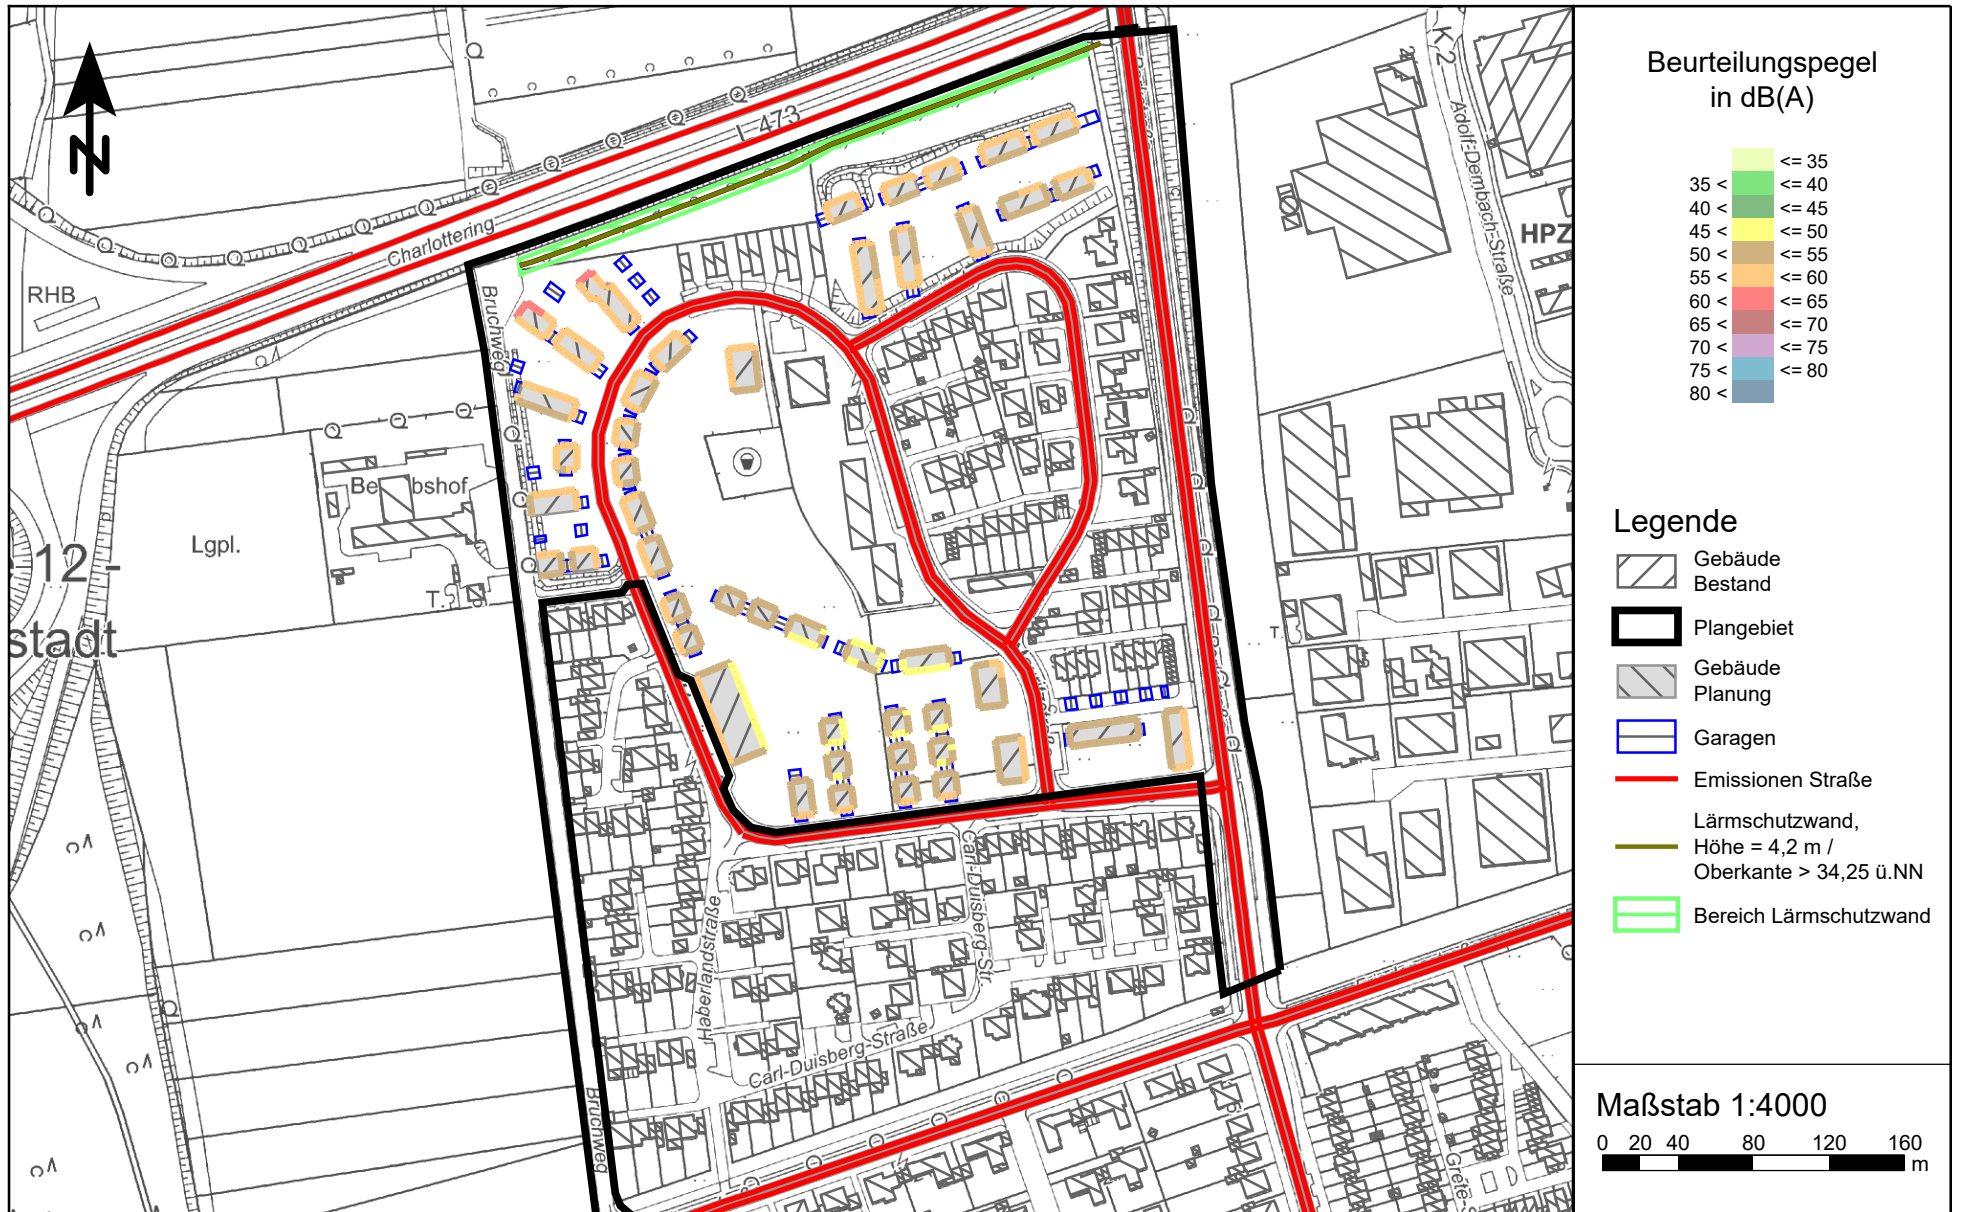 N
L 473
Charlottering
RHB
Bruchweg
Lgpl.
T.
12 -
stadt
K 2
2
Adolf-Dembach-Straße
HPZ
T.
Haberlandstraße
Carl-Duisberg-Str.
Carl-Duisberg-Straße
Bruchweg
Grete-S
Beurteilungspegel
in dB(A)
<= 35
35 < <= 40
40 < <= 45
45 < <= 50
50 < <= 55
55 < <= 60
60 < <= 65
65 < <= 70
70 < <= 75
75 < <= 80
80 <
Legende
Gebäude
Bestand
Plangebiet
Gebäude
Planung
Garagen
Emissionen Straße
Lärmschutzwand,
Höhe = 4,2 m /
Oberkante > 34,25 ü.NN
Bereich Lärmschutzwand
Maßstab 1:4000
0 20 40 80 120 160
m